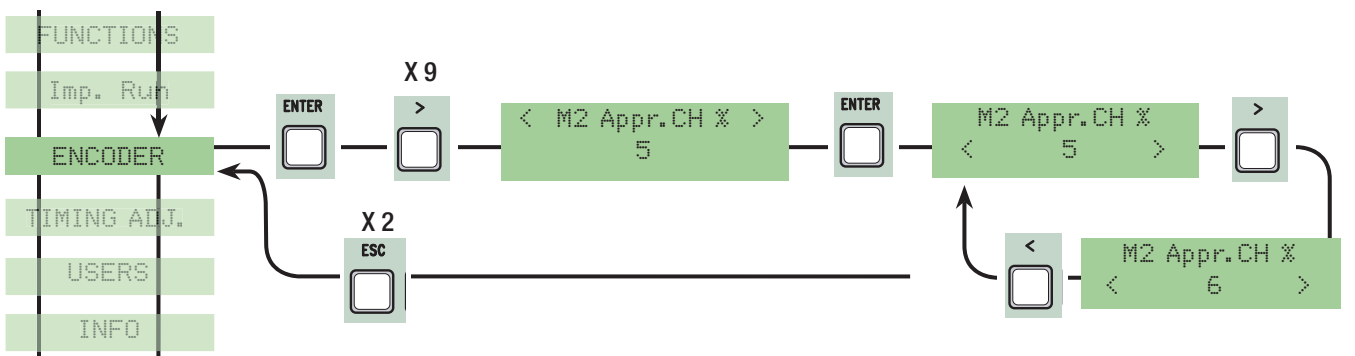 FUNCTIONS
Imp. Run
ENCODER
TIMING ADJ.
USERS
INFO
ENTER
X 9
>
< M2 Appr.CH % >
5
ENTER
M2 Appr.CH %
< 5 >
>
M2 Appr.CH %
< 6 >
<
X 2
ESC